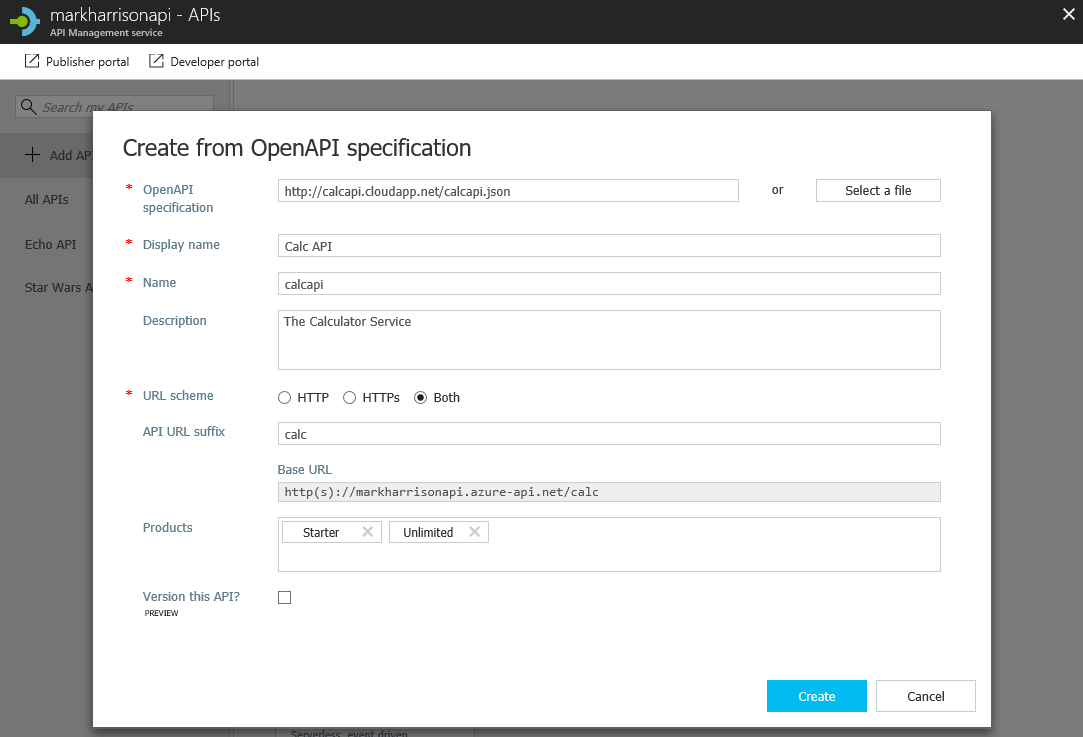 markharrisonapi - APIs
API Management service
Publisher portal
Developer portal
Search my APIs
Add API
All APIs
Echo API
Star Wars A
Create from OpenAPI specification
* OpenAPI specification
http://calcapi.cloudapp.net/calcapi.json
or
Select a file
* Display name
Calc API
* Name
calcapi
Description
The Calculator Service
* URL scheme
HTTP
HTTPs
Both
API URL suffix
calc
Base URL
http(s)://markharrisonapi.azure-api.net/calc
Products
Starter
Unlimited
Version this API?
PREVIEW
Create
Cancel
Serverless, event driven